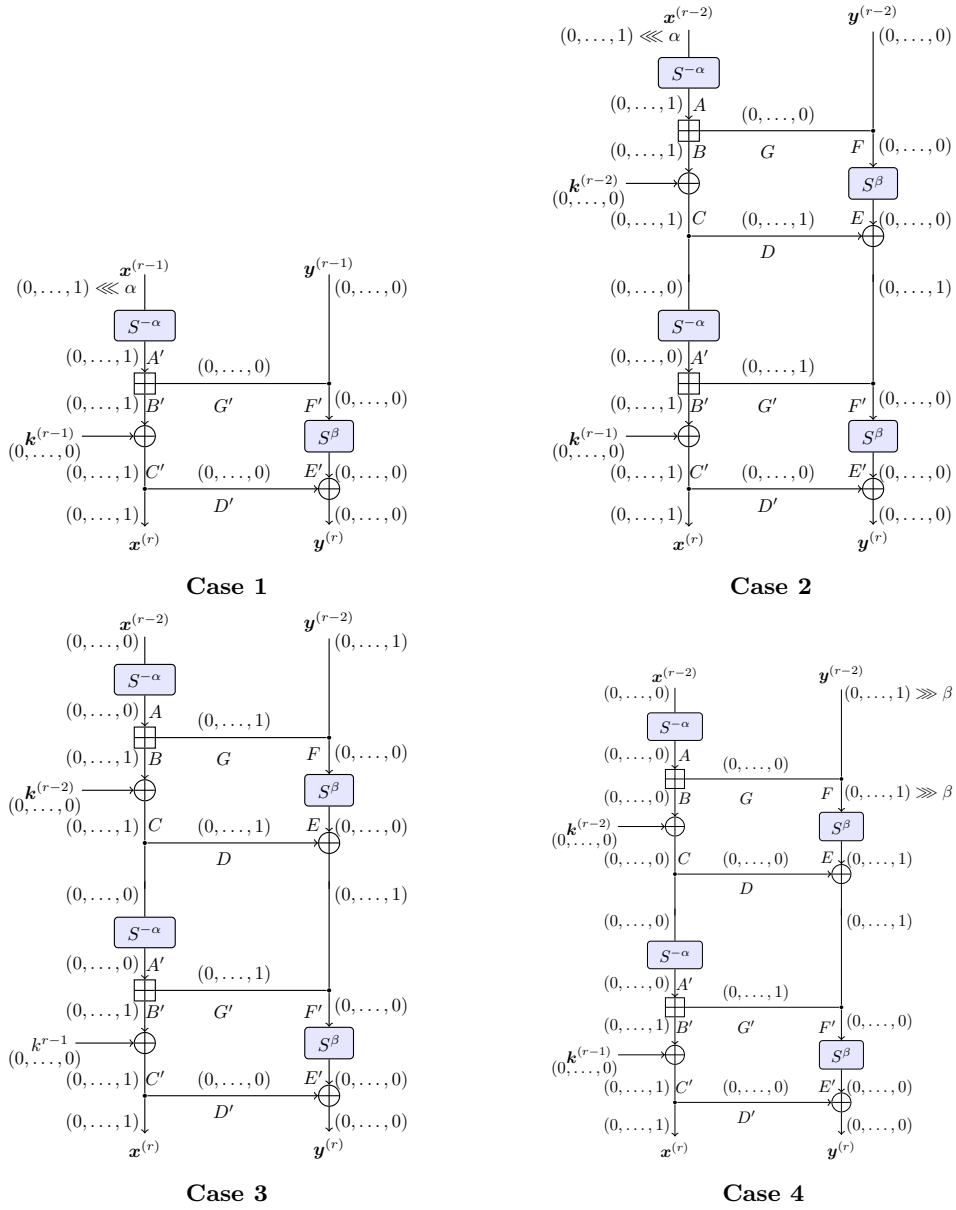 x^{(r-2)} y^{(r-2)}
(0, . . . , 1) ⋘ α (0, . . . , 0)
S^{−α}
(0, . . . , 1) A (0, . . . , 0)
(0, . . . , 1) B G F (0, . . . , 0)
k^{(r-2)} S^β
(0, . . . , 0)
(0, . . . , 1) C (0, . . . , 1) E (0, . . . , 0)
D
x^{(r-1)} y^{(r-1)}
(0, . . . , 1) ⋘ α (0, . . . , 0) (0, . . . , 0) (0, . . . , 1)
S^{−α} S^{−α}
(0, . . . , 1) A′ (0, . . . , 0) (0, . . . , 0) A′ (0, . . . , 1)
(0, . . . , 1) B′ G′ F′ (0, . . . , 0) (0, . . . , 1) B′ G′ F′ (0, . . . , 0)
k^{(r-1)} S^β k^{(r-1)} S^β
(0, . . . , 0) (0, . . . , 0)
(0, . . . , 1) C′ (0, . . . , 0) E′ (0, . . . , 0) (0, . . . , 1) C′ (0, . . . , 0) E′ (0, . . . , 0)
D′ D′
(0, . . . , 1) (0, . . . , 0) (0, . . . , 1) (0, . . . , 0)
x^{(r)} y^{(r)} x^{(r)} y^{(r)}
Case 1 Case 2
x^{(r-2)} y^{(r-2)}
(0, . . . , 0) (0, . . . , 1)
S^{−α}
(0, . . . , 0) A (0, . . . , 1)
(0, . . . , 1) B G F (0, . . . , 0)
k^{(r-2)} S^β
(0, . . . , 0)
(0, . . . , 1) C (0, . . . , 1) E (0, . . . , 0)
D
(0, . . . , 0) (0, . . . , 1)
S^{−α}
(0, . . . , 0) A′ (0, . . . , 1)
(0, . . . , 1) B′ G′ F′ (0, . . . , 0)
k^{r−1} S^β
(0, . . . , 0)
(0, . . . , 1) C′ (0, . . . , 0) E′ (0, . . . , 0)
D′
(0, . . . , 1) (0, . . . , 0)
x^{(r)} y^{(r)}
Case 3
x^{(r-2)} y^{(r-2)}
(0, . . . , 0) (0, . . . , 1) ⋙ β
S^{−α}
(0, . . . , 0) A (0, . . . , 0)
(0, . . . , 0) B G F (0, . . . , 1) ⋙ β
k^{(r-2)} S^β
(0, . . . , 0)
(0, . . . , 0) C (0, . . . , 0) E (0, . . . , 1)
D
(0, . . . , 0) (0, . . . , 1)
S^{−α}
(0, . . . , 0) A′ (0, . . . , 1)
(0, . . . , 1) B′ G′ F′ (0, . . . , 0)
k^{(r-1)} S^β
(0, . . . , 0)
(0, . . . , 1) C′ (0, . . . , 0) E′ (0, . . . , 0)
D′
(0, . . . , 1) (0, . . . , 0)
x^{(r)} y^{(r)}
Case 4